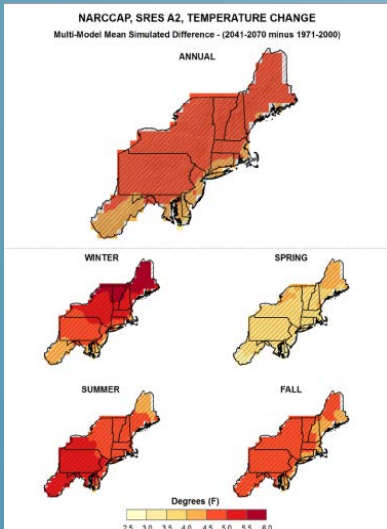 NARCCAP, SRES A2, TEMPERATURE CHANGE
Multi-Model Mean Simulated Difference - (2041-2070 minus 1971-2000)
ANNUAL
WINTER SPRING
SUMMER FALL
Degrees (F)
2.5 3.0 3.5 4.0 4.5 5.0 5.5 6.0